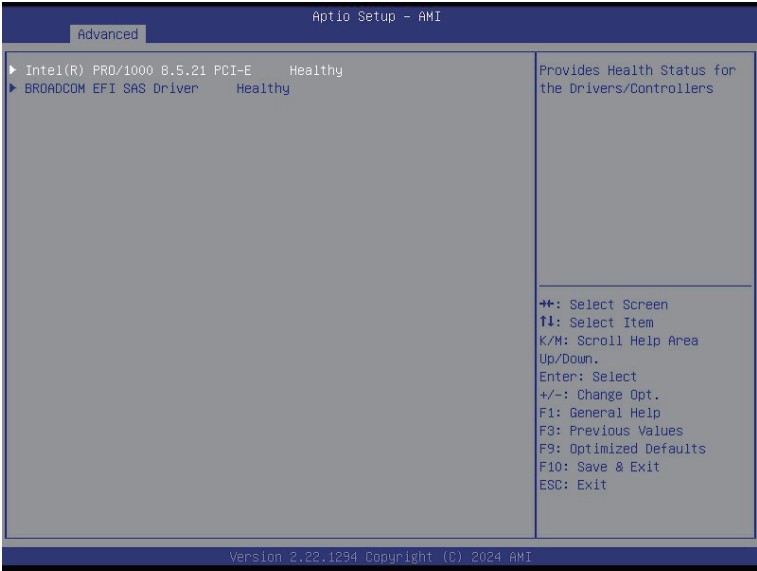 Aptio Setup – AMI
Advanced
▶ Intel(R) PRO/1000 8.5.21 PCI-E Healthy
▶ BROADCOM EFI SAS Driver Healthy
Provides Health Status for
the Drivers/Controllers
→←: Select Screen
↑↓: Select Item
K/M: Scroll Help Area
Up/Down.
Enter: Select
+/-: Change Opt.
F1: General Help
F3: Previous Values
F9: Optimized Defaults
F10: Save & Exit
ESC: Exit
Version 2.22.1294 Copyright (C) 2024 AMI